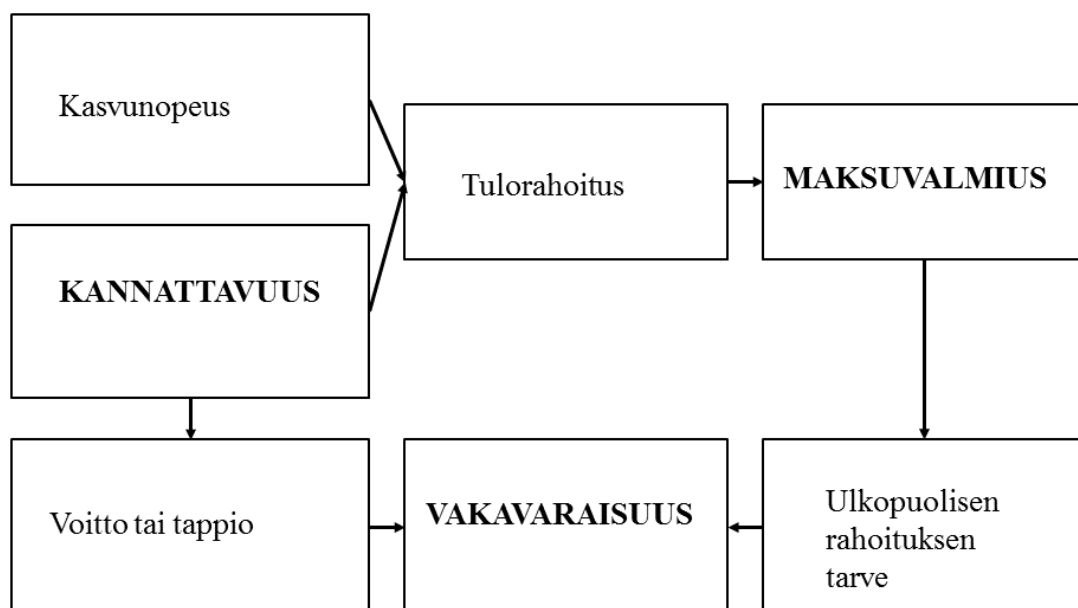 Kasvunopeus
Tulorahoitus
MAKSUVALMIUS
KANNATTAVUUS
Voitto tai tappio
VAKAVARAISUUS
Ulkopuolisen
rahoituksen
tarve